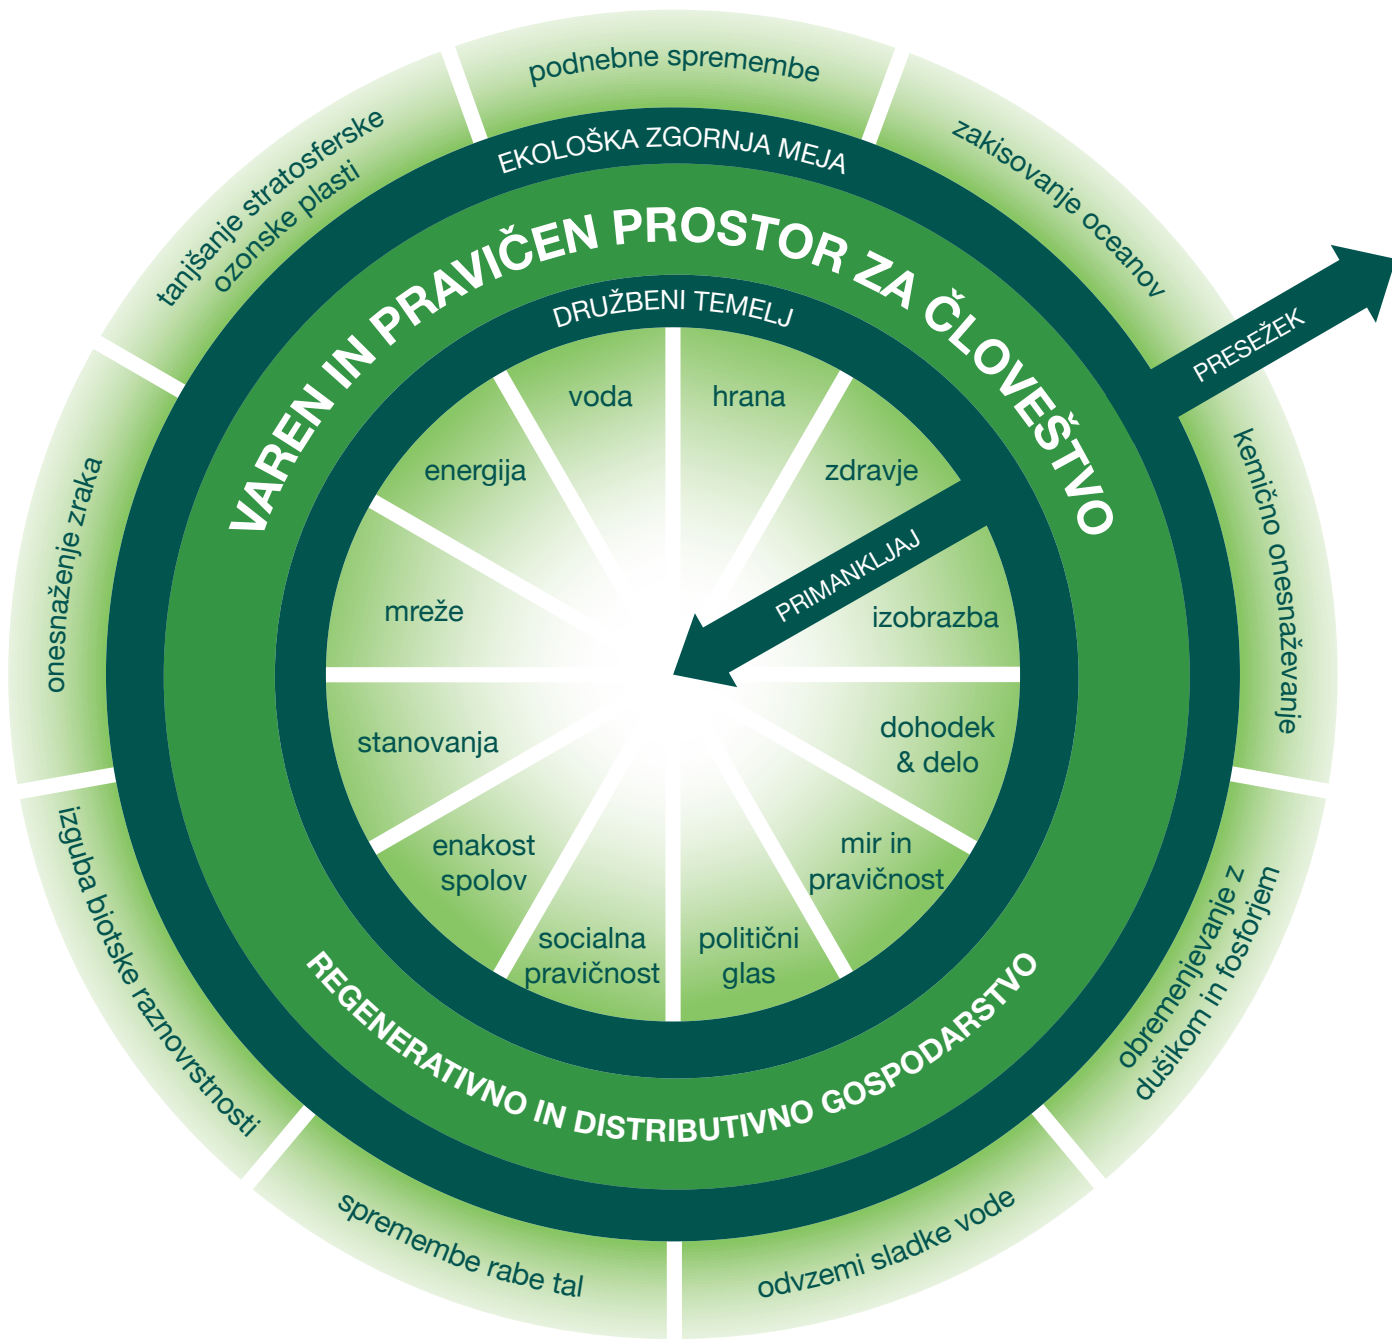 podnebne spremembe
zakisovanje oceanov
kemično onesnaževanje
obremenjevanje z
dušikom in fosforjem
odvzemi sladke vode
spremembe rabe tal
izguba biotske raznovrstnosti
onesnaženje zraka
tanjšanje stratosferske
ozonske plasti
EKOLOŠKA ZGORNJA MEJA
PRESEŽEK
VAREN IN PRAVIČEN PROSTOR ZA ČLOVEŠTVO
DRUŽBENI TEMELJ
voda
hrana
energija
zdravje
PRIMANKLJAJ
mreže
izobrazba
stanovanja
dohodek
& delo
enakost
spolov
mir in
pravičnost
socialna
pravičnost
politični
glas
REGENERATIVNO IN DISTRIBUTIVNO GOSPODARSTVO